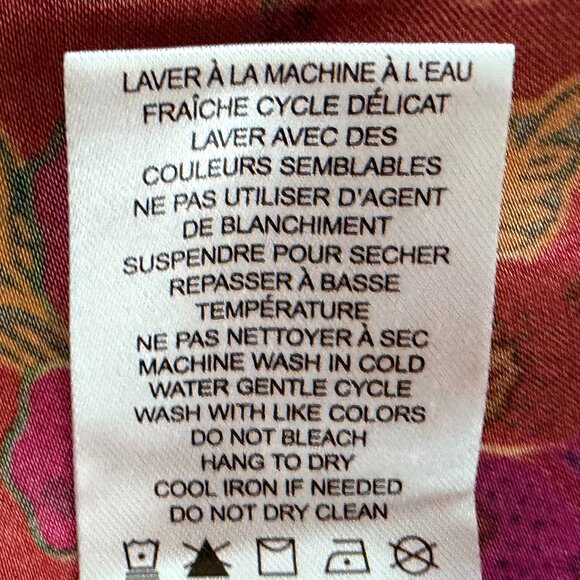 LAVER À LA MACHINE À L'EAU
FRAÎCHE CYCLE DÉLICAT
LAVER AVEC DES
COULEURS SEMBLABLES
NE PAS UTILISER D'AGENT
DE BLANCHIMENT
SUSPENDRE POUR SECHER
REPASSER À BASSE
TEMPÉRATURE
NE PAS NETTOYER À SEC
MACHINE WASH IN COLD
WATER GENTLE CYCLE
WASH WITH LIKE COLORS
DO NOT BLEACH
HANG TO DRY
COOL IRON IF NEEDED
DO NOT DRY CLEAN